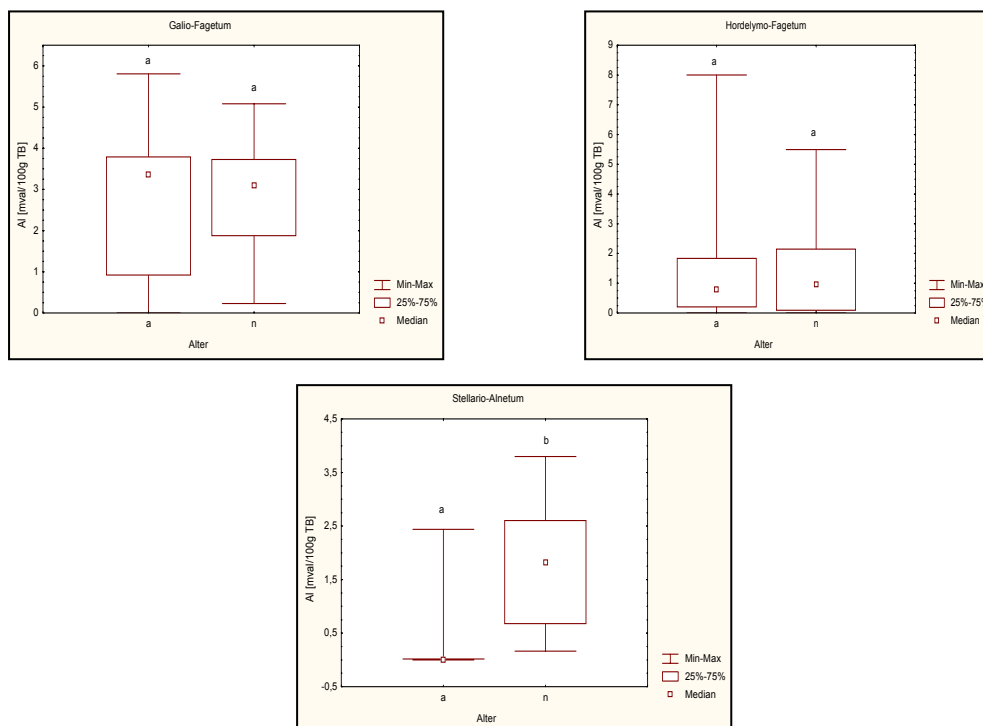 Galio-Fagetum
6
5
4
3
2
1
0
Al [mval/100g TB]
a
a
a
n
Alter
Min-Max
25%-75%
Median
Hordelymo-Fagetum
9
8
7
6
5
4
3
2
1
0
Al [mval/100g TB]
a
a
a
n
Alter
Min-Max
25%-75%
Median
Stellario-Alnetum
4,5
3,5
2,5
1,5
0,5
-0,5
Al [mval/100g TB]
a
b
a
n
Alter
Min-Max
25%-75%
Median